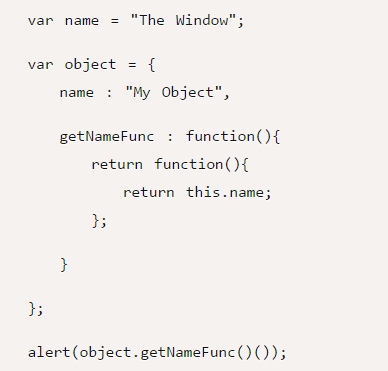 var name = "The Window";
var object = {
name : "My Object",
getNameFunc : function(){
return function(){
return this.name;
};
}
};
alert(object.getNameFunc()());